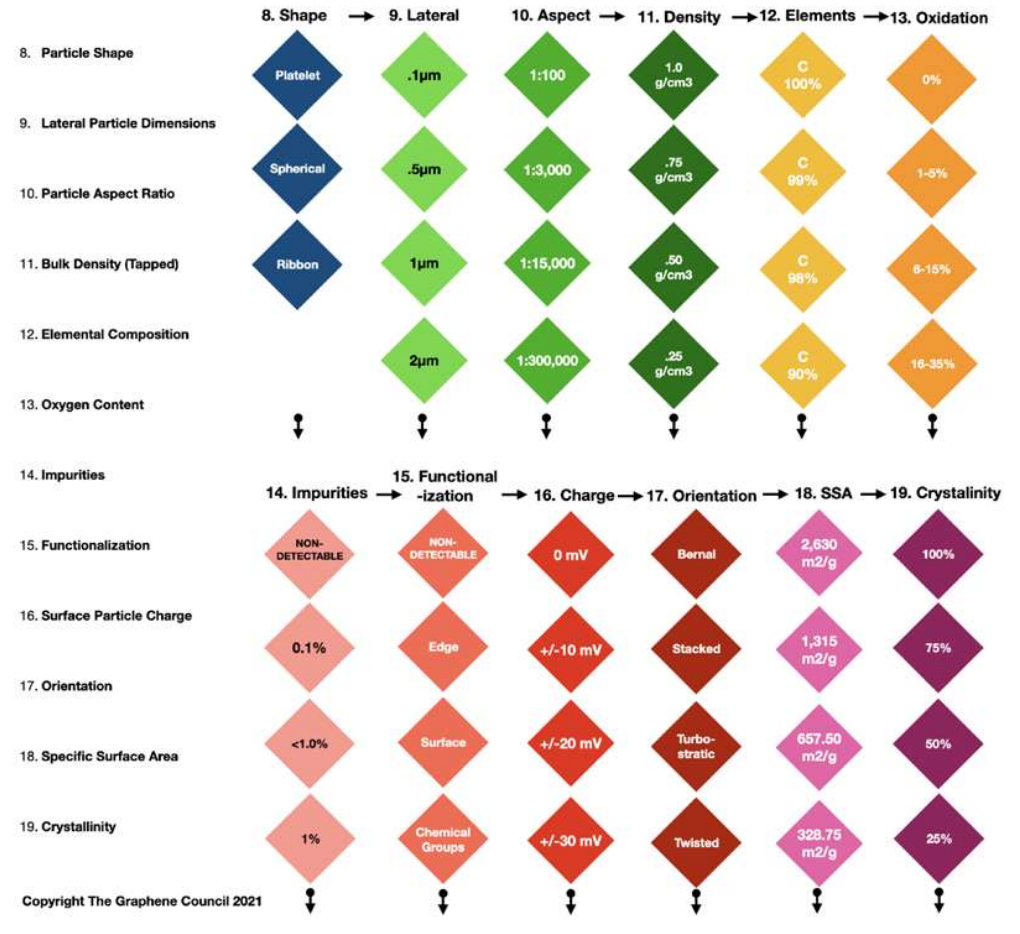 8. Shape
9. Lateral
10. Aspect
11. Density
12. Elements
13. Oxidation
8. Particle Shape
9. Lateral Particle Dimensions
10. Particle Aspect Ratio
11. Bulk Density (Tapped)
12. Elemental Composition
13. Oxygen Content
14. Impurities
15. Functionalization
16. Surface Particle Charge
17. Orientation
18. Specific Surface Area
19. Crystallinity
Platelet
.1µm
1:100
1.0
g/cm3
C
100%
0%
Spherical
.5µm
1:3,000
.75
g/cm3
C
99%
1-5%
Ribbon
1µm
1:15,000
.50
g/cm3
C
98%
6-15%
2µm
1:300,000
.25
g/cm3
C
90%
16-35%
14. Impurities
15. Functional
-ization
16. Charge
17. Orientation
18. SSA
19. Crystalinity
NON-
DETECTABLE
NON-
DETECTABLE
0 mV
Bernal
2,630
m2/g
100%
0.1%
Edge
+/-10 mV
Stacked
1,315
m2/g
75%
<1.0%
Surface
+/-20 mV
Turbo-
stratic
657.50
m2/g
50%
1%
Chemical
Groups
+/-30 mV
Twisted
328.75
m2/g
25%
Copyright The Graphene Council 2021